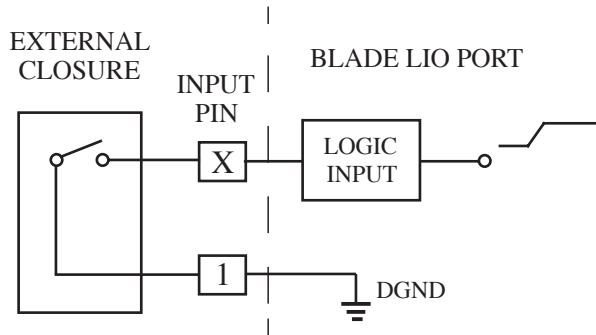 EXTERNAL
CLOSURE
INPUT
PIN
BLADE LIO PORT
X
LOGIC
INPUT
1
DGND